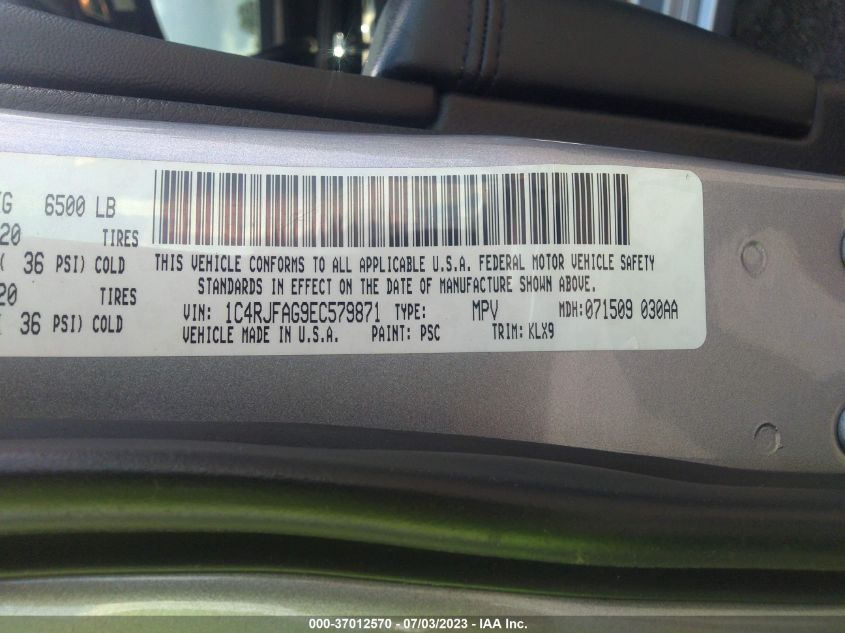 G 6500 LB
20 TIRES
( 36 PSI) COLD
20 TIRES
36 PSI) COLD
THIS VEHICLE CONFORMS TO ALL APPLICABLE U.S.A. FEDERAL MOTOR VEHICLE SAFETY
STANDARDS IN EFFECT ON THE DATE OF MANUFACTURE SHOWN ABOVE.
VIN: 1C4RJFAG9EC579871 TYPE: MPV MDH:071509 030AA
VEHICLE MADE IN U.S.A. PAINT: PSC TRIM: KLX9
000-37012570 - 07/03/2023 - IAA Inc.